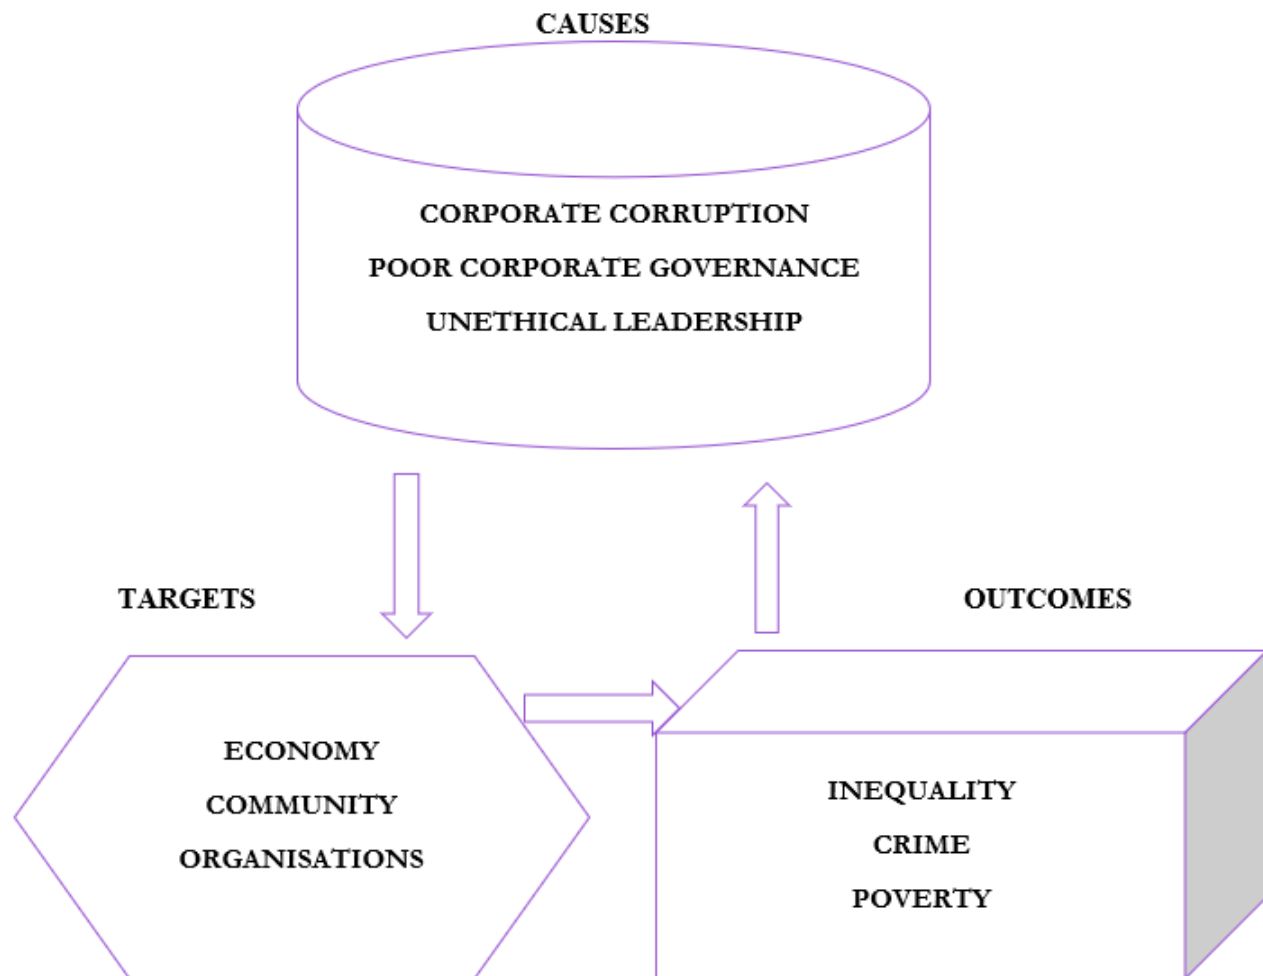 CAUSES
CORPORATE CORRUPTION
POOR CORPORATE GOVERNANCE
UNETHICAL LEADERSHIP
TARGETS
OUTCOMES
ECONOMY
COMMUNITY
ORGANISATIONS
INEQUALITY
CRIME
POVERTY